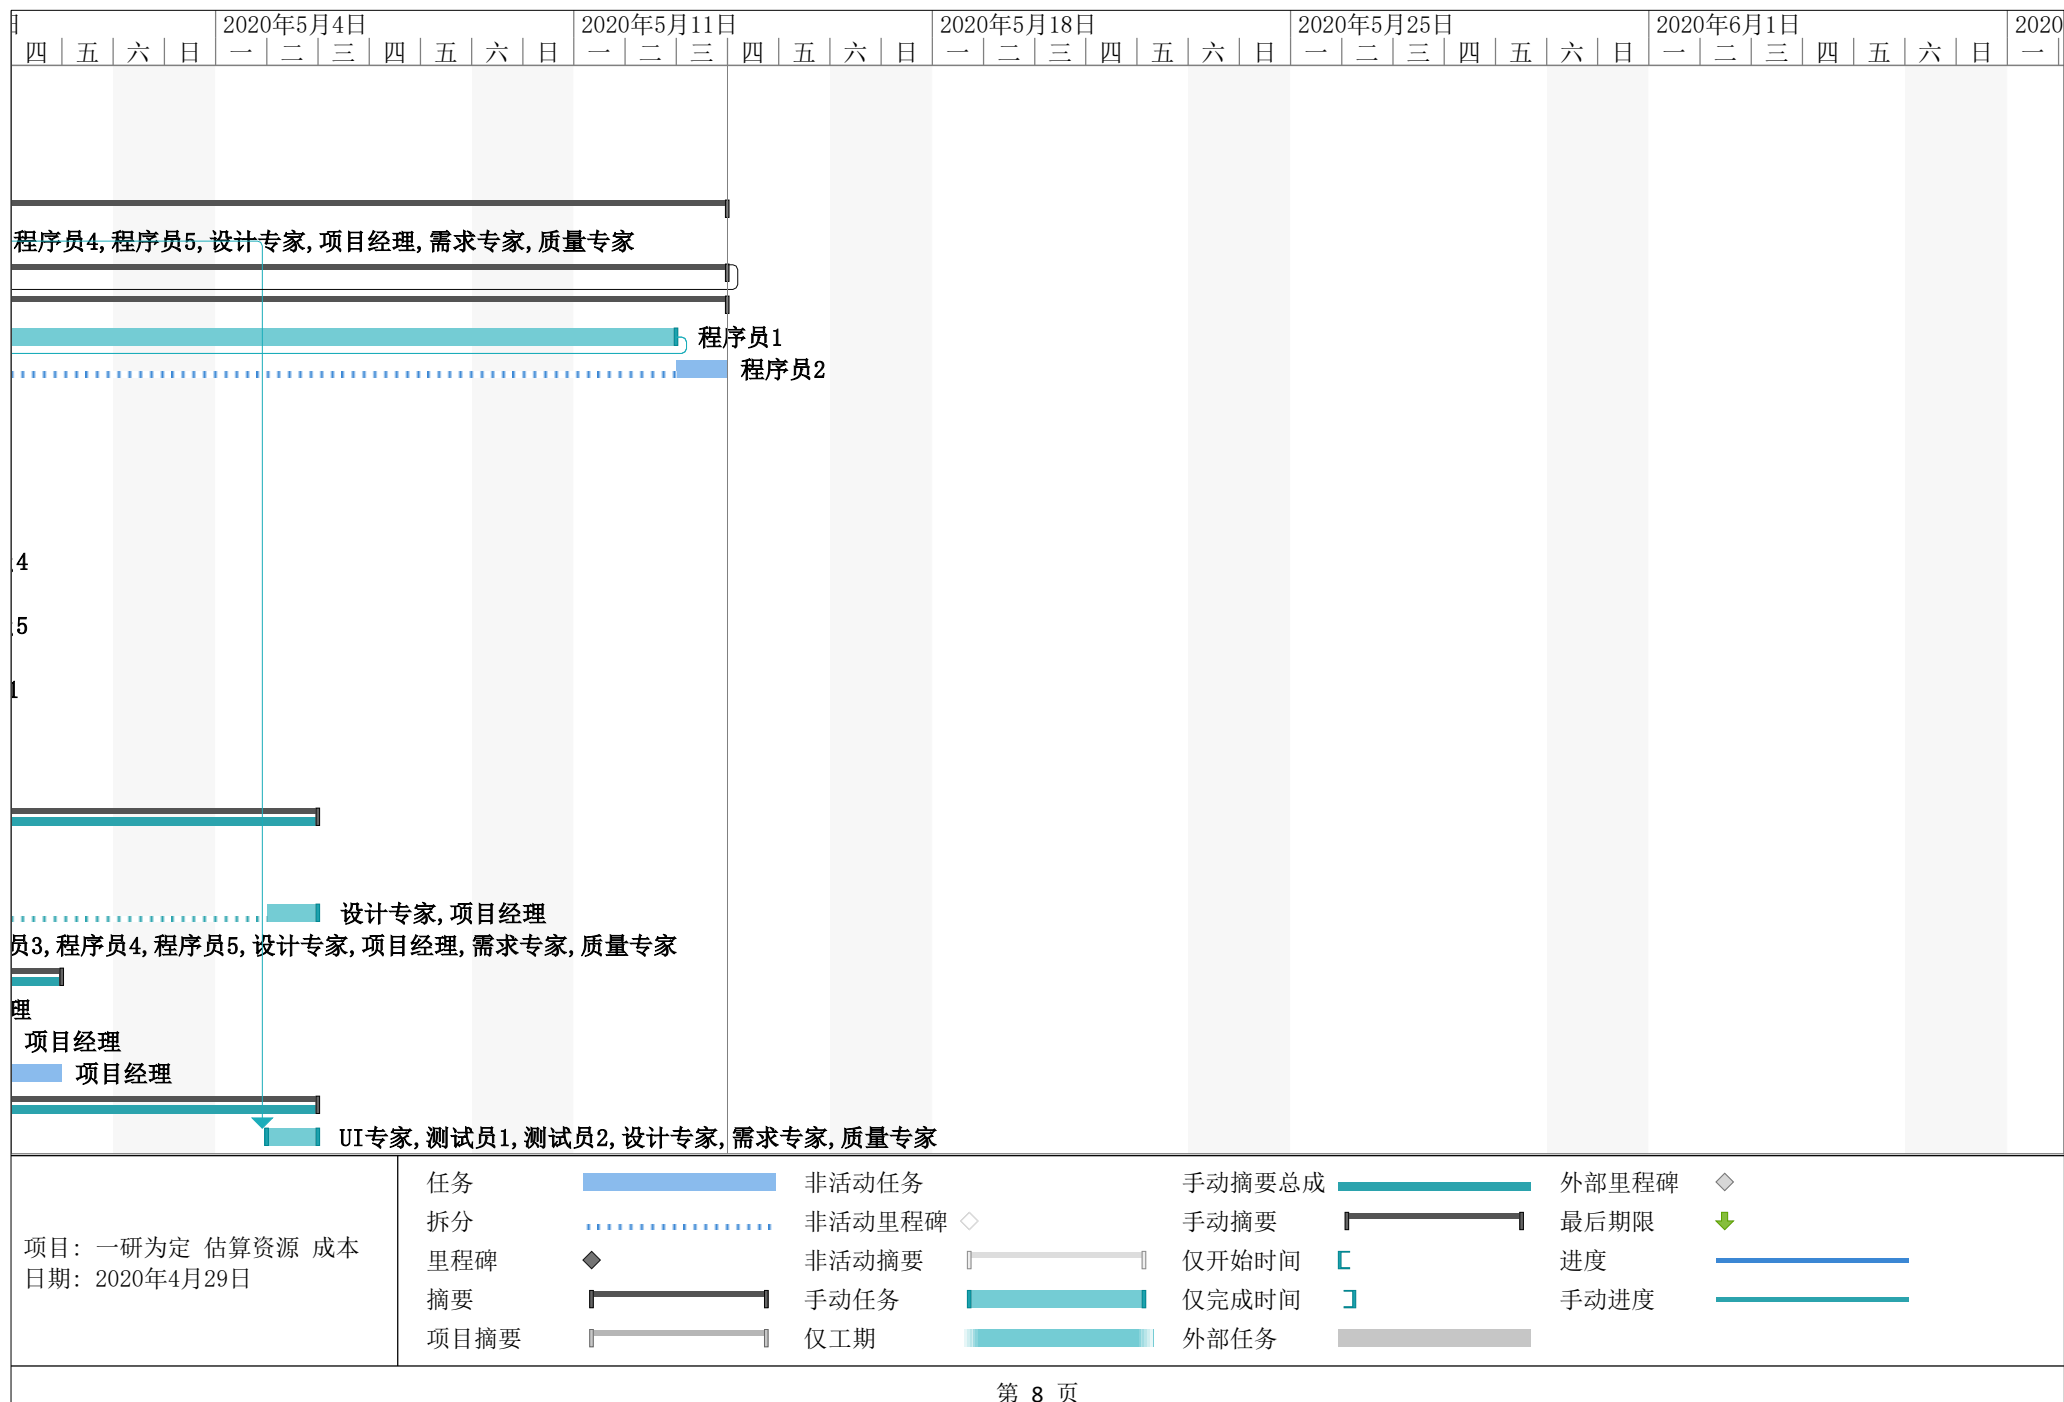 日 2020年5月4日 2020年5月11日 2020年5月18日 2020年5月25日 2020年6月1日 2020
四 五 六 日 一 二 三 四 五 六 日 一 二 三 四 五 六 日 一 二 三 四 五 六 日 一 二 三 四 五 六 日 一 二 三 四 五 六 日 一
程序员4,程序员5,设计专家,项目经理,需求专家,质量专家
程序员1
程序员2
4
5
1
设计专家,项目经理
员3,程序员4,程序员5,设计专家,项目经理,需求专家,质量专家
理
项目经理
项目经理
UI专家,测试员1,测试员2,设计专家,需求专家,质量专家
项目: 一研为定 估算资源 成本
日期: 2020年4月29日
任务
拆分
里程碑
摘要
项目摘要
非活动任务
非活动里程碑
非活动摘要
手动任务
仅工期
手动摘要总成
手动摘要
仅开始时间
仅完成时间
外部任务
外部里程碑
最后期限
进度
手动进度
第 8 页